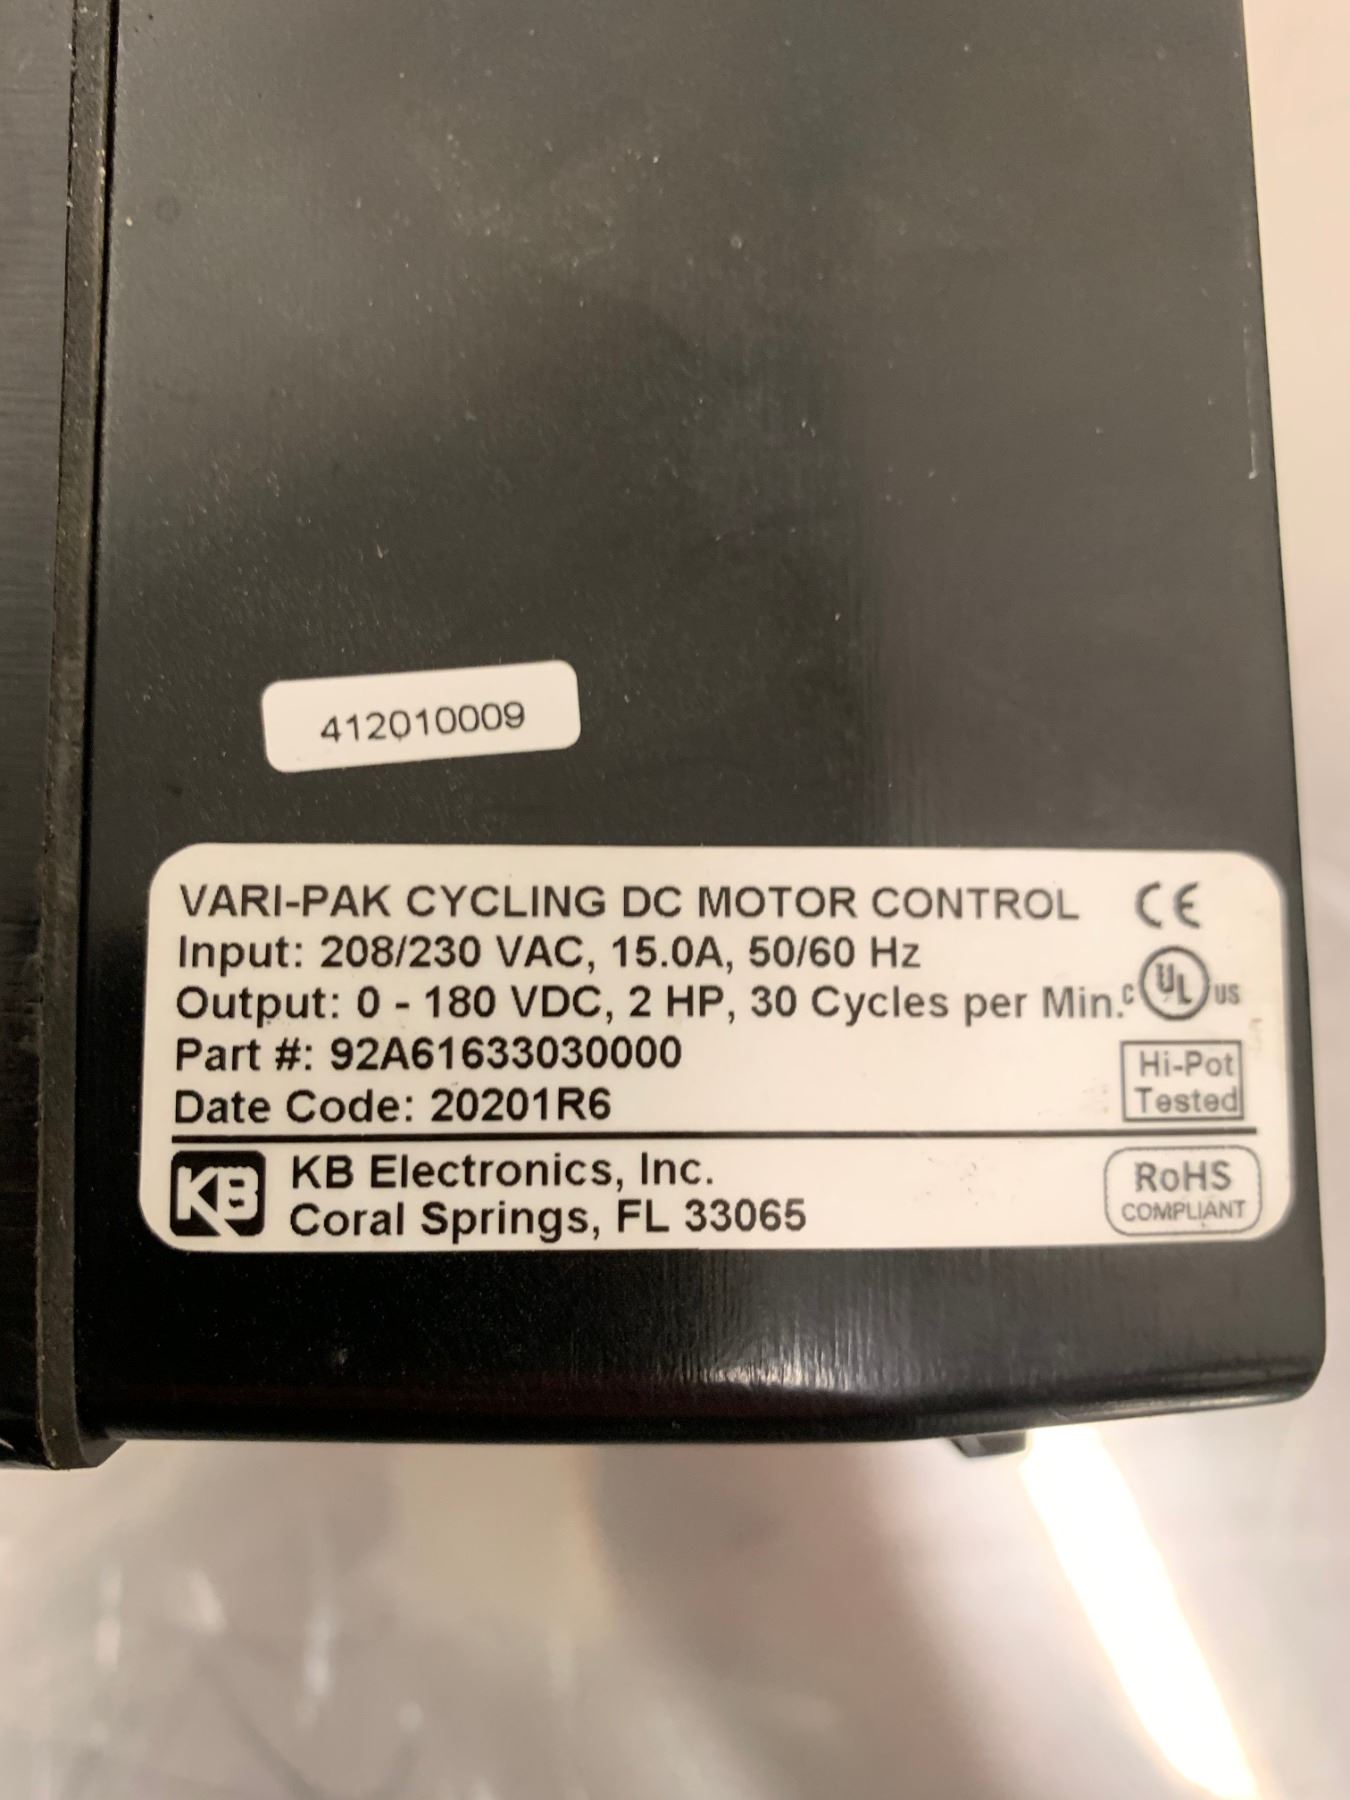 412010009
VARI-PAK CYCLING DC MOTOR CONTROL CE
Input: 208/230 VAC, 15.0A, 50/60 Hz
Output: 0 - 180 VDC, 2 HP, 30 Cycles per Min. C UL US
Part #: 92A61633030000
Hi-Pot
Tested
Date Code: 20201R6
KB KB Electronics, Inc.
Coral Springs, FL 33065
RoHS
COMPLIANT